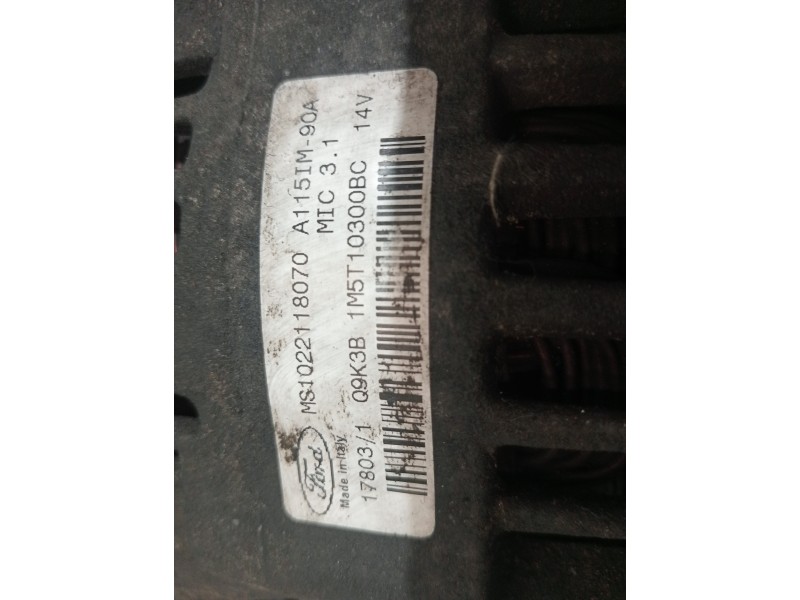 Ford
MS1022118070 A115IM-90A
MIC 3.1
Made in Italy
17803/1 Q9K3B 1M5T10300BC 14V